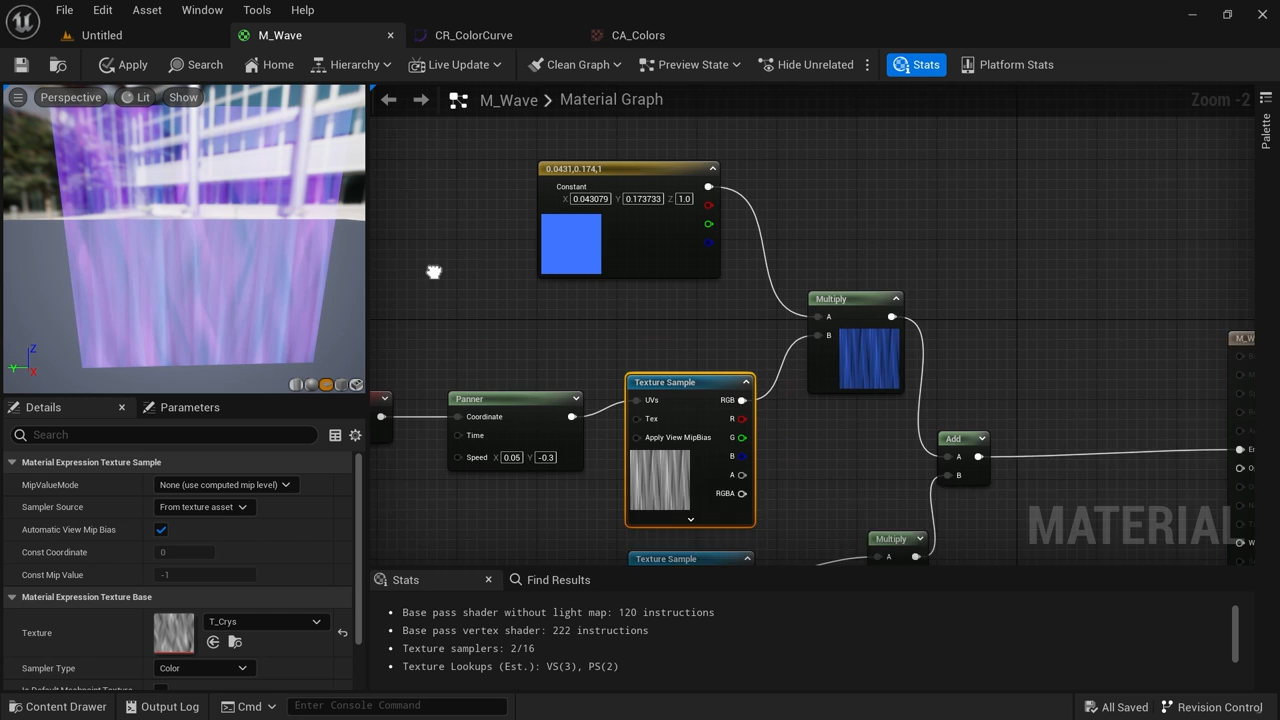 File Edit Asset Window Tools Help
Untitled M_Wave CR_ColorCurve CA_Colors
Apply Search Home Hierarchy Live Update Clean Graph Preview State Hide Unrelated Stats Platform Stats
Perspective Lit Show
M_Wave > Material Graph Zoom -2
Palette
0.0431,0.174,1
Constant
X 0.043079 Y 0.173733 Z 1.0
Multiply
A
B
Z
Y
X
Panner
Coordinate
Time
Speed X 0.05 Y -0.3
Texture Sample
UVs RGB
Tex R
Apply View MipBias G
B
A
RGBA
Add
A
B
M_W
Texture Sample
Multiply
A
MATERIAL
Details Parameters
Search
Material Expression Texture Sample
MipValueMode None (use computed mip level)
Sampler Source From texture asset
Automatic View Mip Bias
Const Coordinate 0
Const Mip Value -1
Material Expression Texture Base
Texture T_Crys
Sampler Type Color
Is Default Meshpaint Texture
Stats Find Results
• Base pass shader without light map: 120 instructions
• Base pass vertex shader: 222 instructions
• Texture samplers: 2/16
• Texture Lookups (Est.): VS(3), PS(2)
Content Drawer Output Log Cmd Enter Console Command All Saved Revision Control